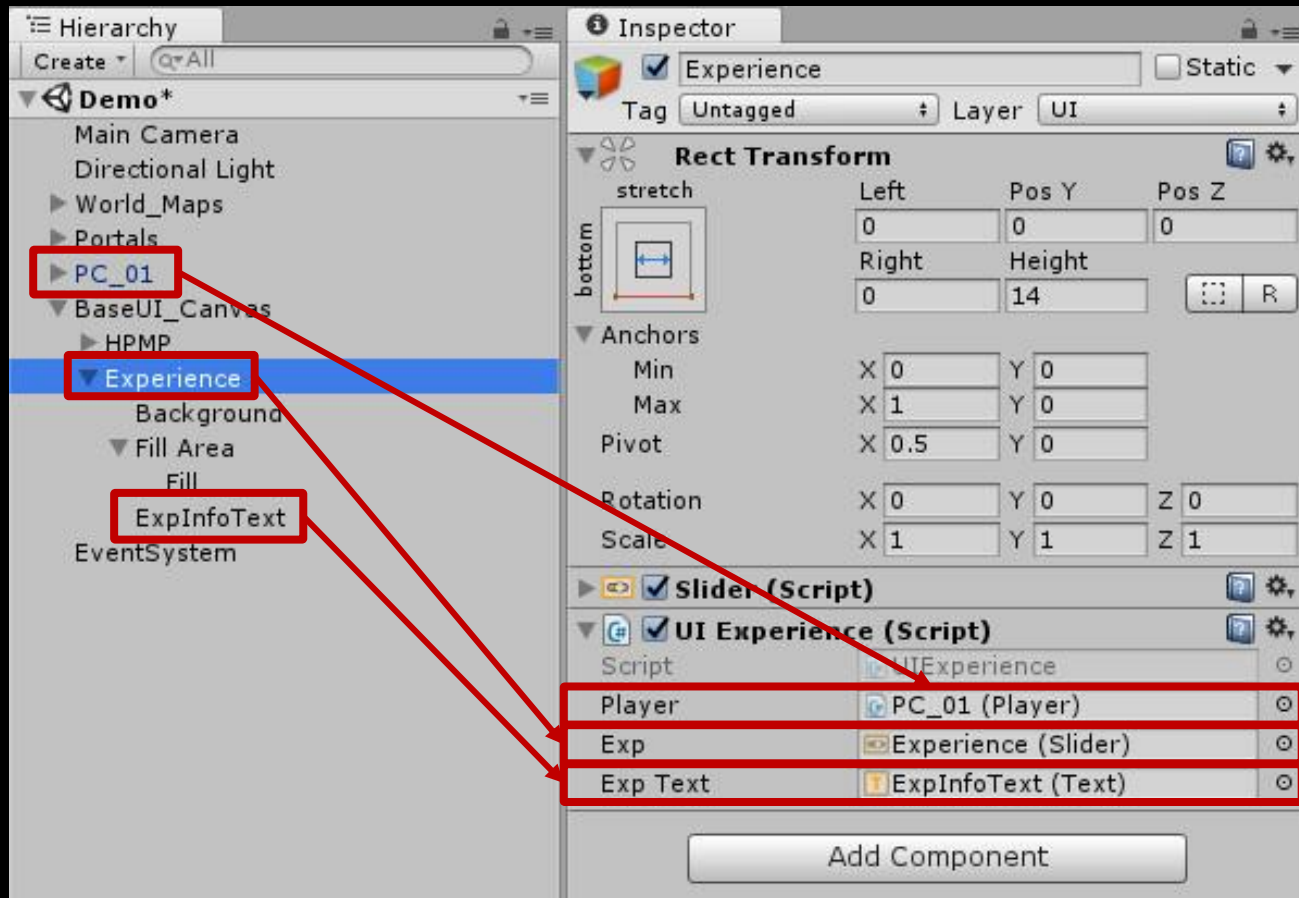 Hierarchy
Create All
Demo*
Main Camera
Directional Light
World_Maps
Portals
PC_01
BaseUI_Canvas
HPMP
Experience
Background
Fill Area
Fill
ExpInfoText
EventSystem
Inspector
Experience Static
Tag Untagged Layer UI
Rect Transform
stretch Left Pos Y Pos Z
bottom
0 0 0
Right Height
0 14 R
Anchors
Min X 0 Y 0
Max X 1 Y 0
Pivot X 0.5 Y 0
Rotation X 0 Y 0 Z 0
Scale X 1 Y 1 Z 1
Slider (Script)
UI Experience (Script)
Script UIExperience
Player PC_01 (Player)
Exp Experience (Slider)
Exp Text ExpInfoText (Text)
Add Component